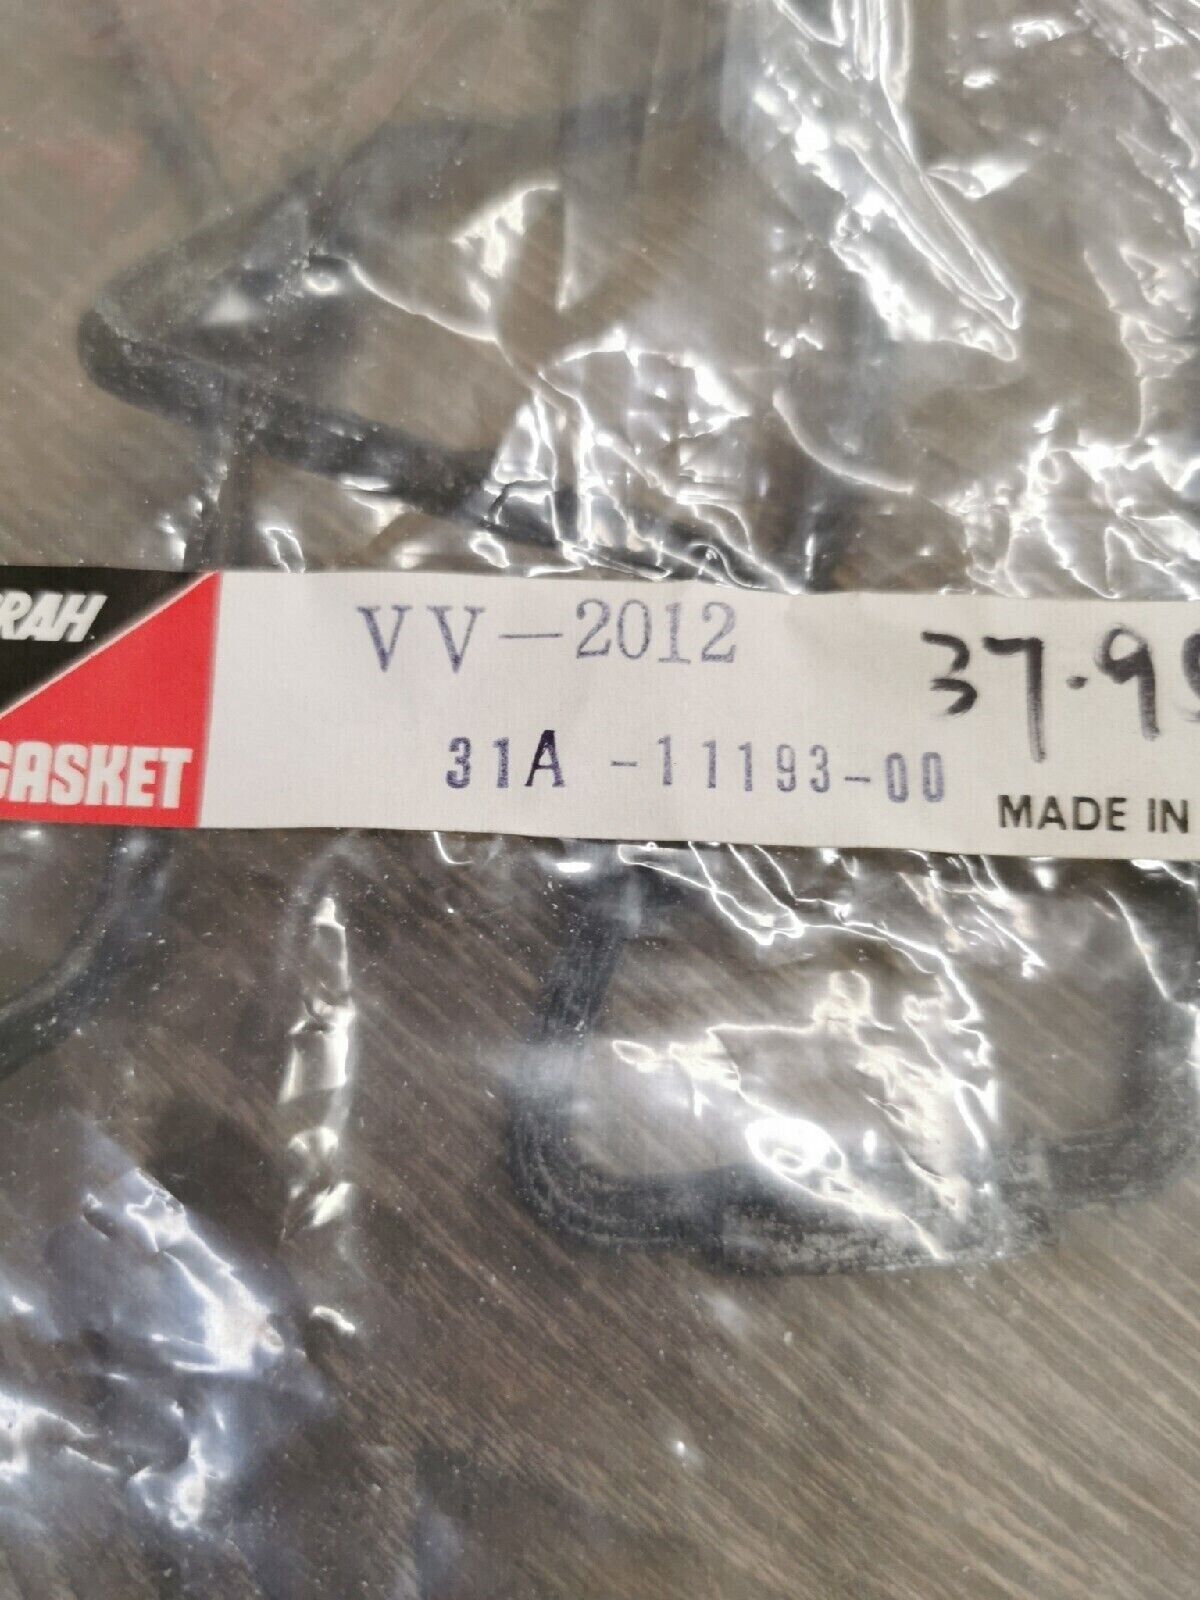 RAH
GASKET
VV-2012
31A-11193-00
37.9
MADE IN